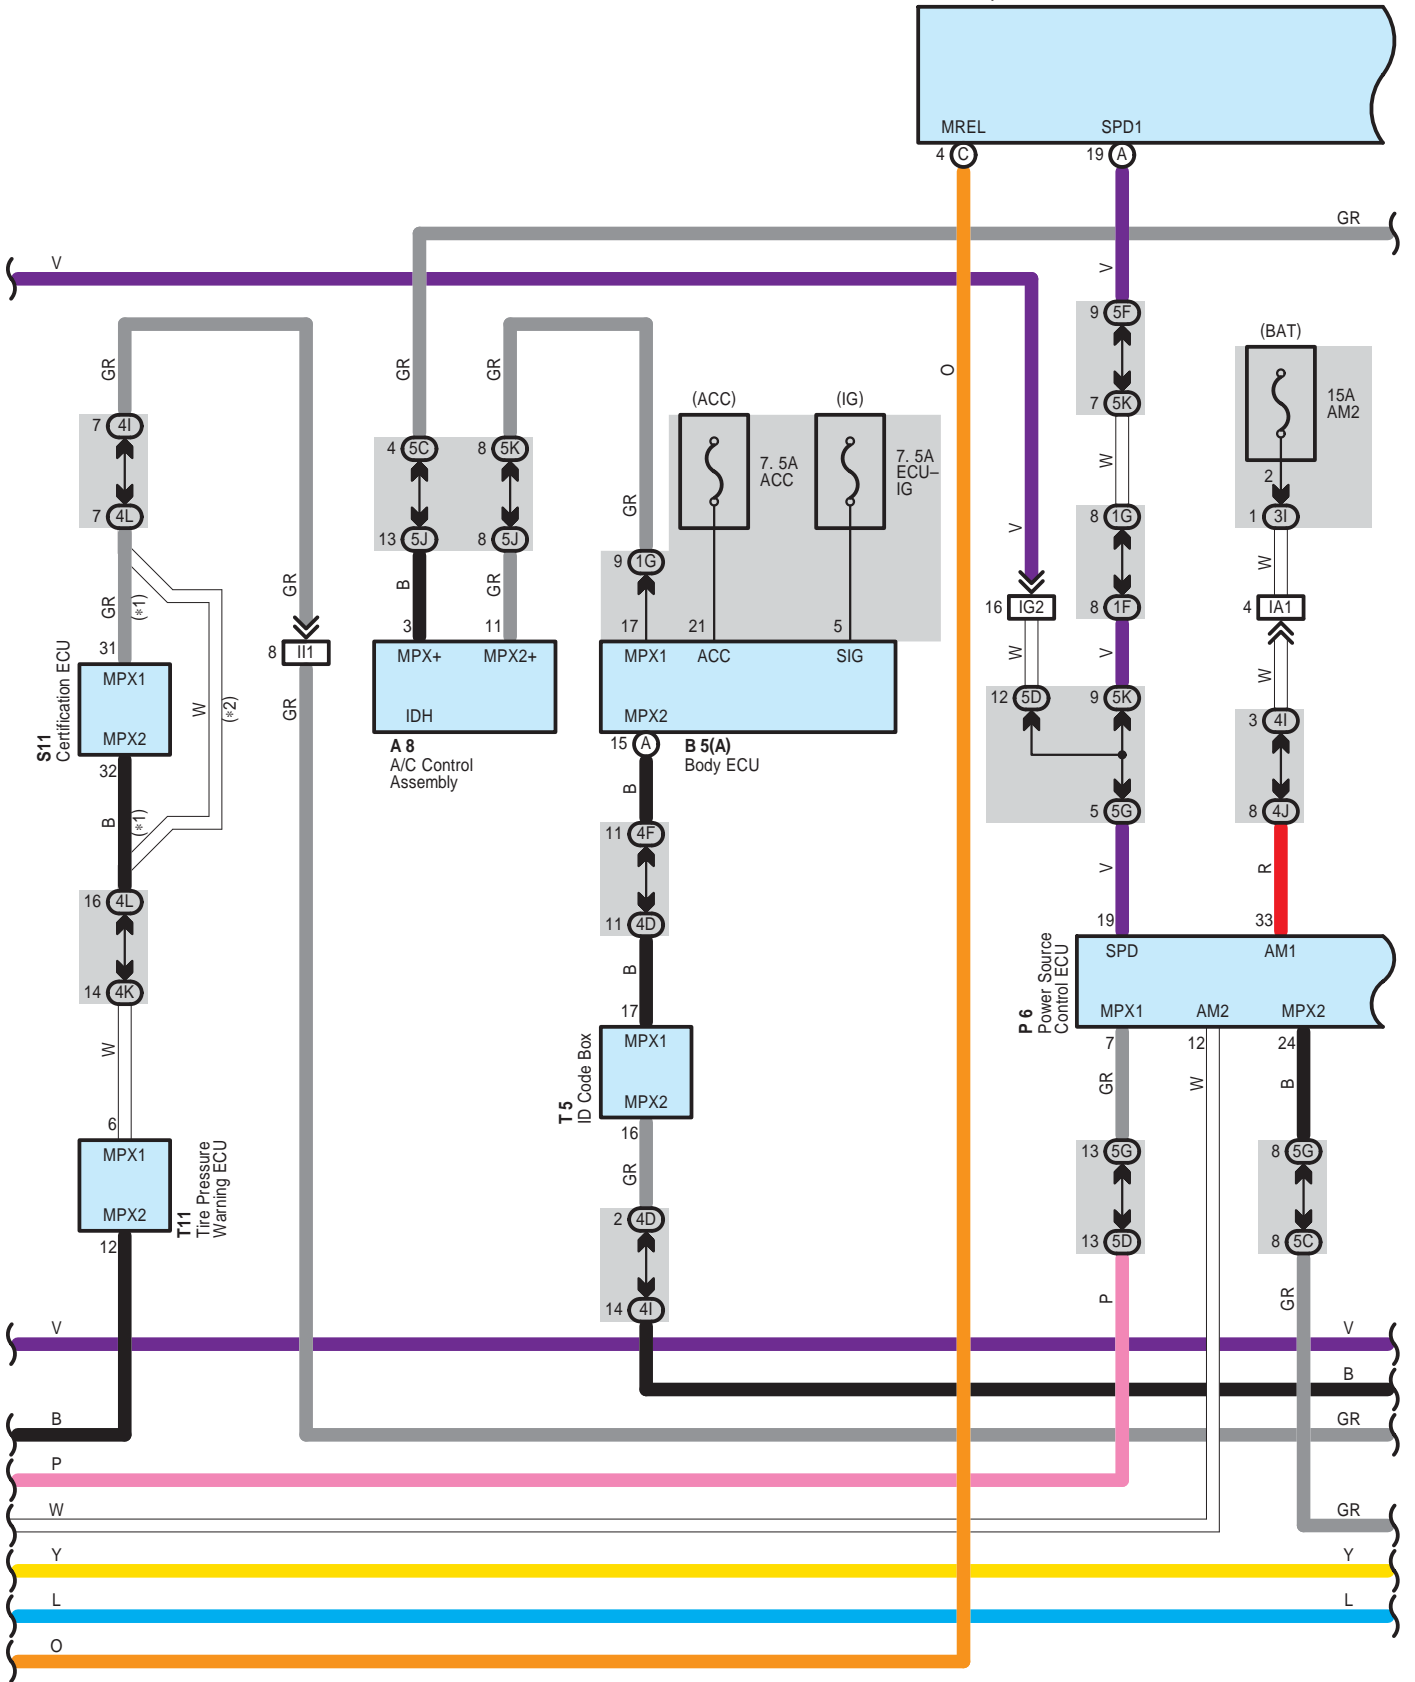 MREL SPD1
4 C 19 A
GR
V
V
9 5F
(BAT)
GR
GR
GR
O
15A
AM2
7 5K
(ACC)
(IG)
7 4I
4 5C
8 5K
7. 5A
ACC
7. 5A
ECU–
IG
W
2
GR
7 4L
8 1G
1 3I
13 5J
8 5J
V
9 1G
W
GR
B
GR
GR
(*1)
16 IG2
8 1F
4 IA1
31
3
11
17
21
5
S11
Certification ECU
MPX1
MPX2
8 II1
MPX+ MPX2+
IDH
MPX1 ACC SIG
MPX2
W
V
W
W
(*2)
GR
12 5D
9 5K
3 4I
32
A 8
A/C Control
Assembly
15 A
B 5(A)
Body ECU
B
B
(*1)
11 4F
5 5G
8 4J
V
R
16 4L
11 4D
19
33
B
14 4K
17
P 6
Power Source
Control ECU
SPD AM1
MPX1 AM2 MPX2
W
T 5
ID Code Box
MPX1
MPX2
7
12
24
GR
W
B
6
16
T11
Tire Pressure
Warning ECU
MPX1
MPX2
GR
13 5G
8 5G
12
2 4D
13 5D
8 5C
14 4I
P
GR
V V
B
B GR
P
W GR
Y Y
L L
O